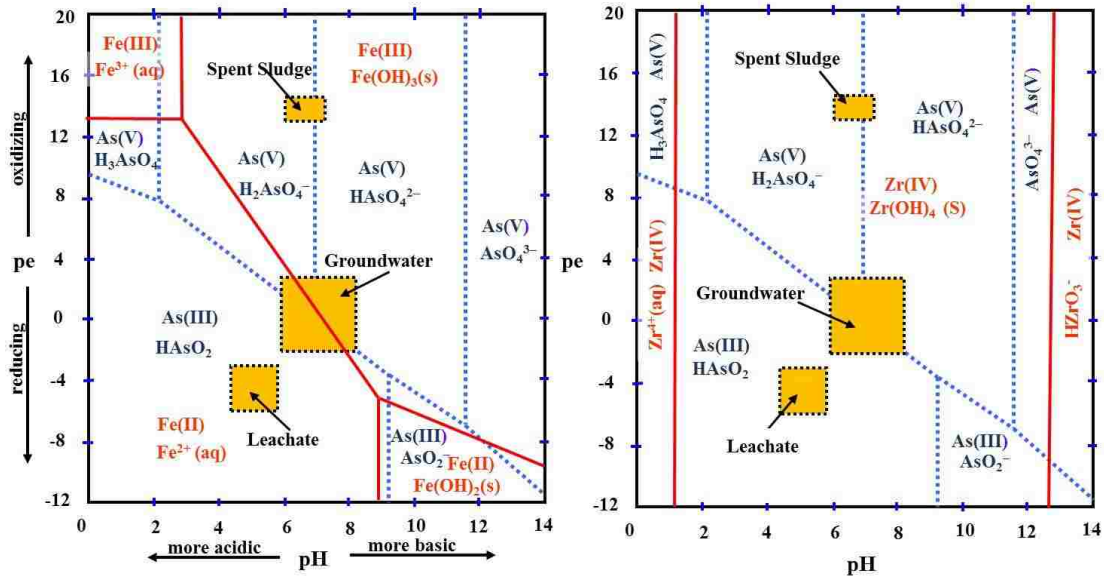 oxidizing
pe
reducing
20
16
12
8
4
0
-4
-8
-12
Fe(III)
Fe³⁺ (aq)
Spent Sludge
Fe(III)
Fe(OH)₃(s)
As(V)
H₃AsO₄
As(V)
H₂AsO₄⁻
As(V)
HAsO₄²⁻
As(V)
AsO₄³⁻
Groundwater
As(III)
HAsO₂
Leachate
Fe(II)
Fe²⁺ (aq)
As(III)
AsO₂⁻
Fe(II)
Fe(OH)₂(s)
0 2 4 6 8 10 12 14
more acidic
pH
more basic
pe
20
16
12
8
4
0
-4
-8
-12
H₃AsO₄ As(V)
Spent Sludge
As(V)
HAsO₄²⁻
AsO₄³⁻ As(V)
As(V)
H₂AsO₄⁻
Zr(IV)
Zr(OH)₄ (S)
Zr⁴⁺(aq) Zr(IV)
HZrO₃⁻ Zr(IV)
Groundwater
As(III)
HAsO₂
Leachate
As(III)
AsO₂⁻
0 2 4 6 8 10 12 14
pH